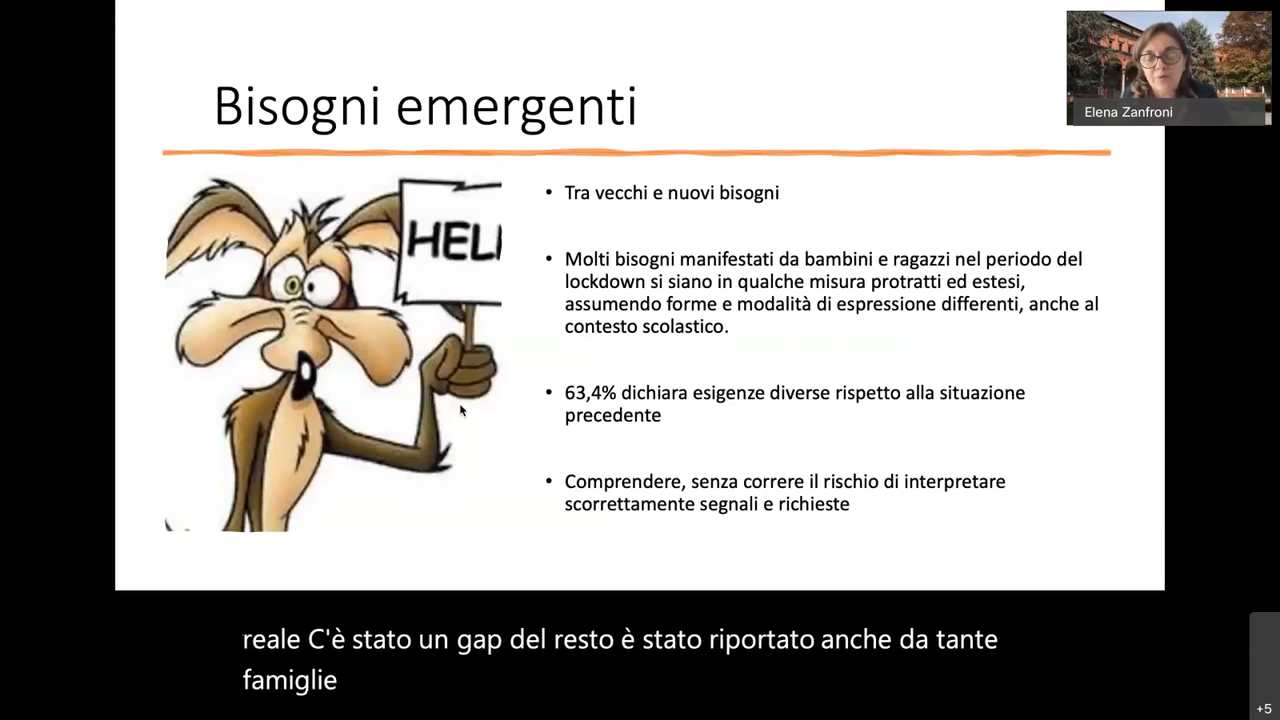 Bisogni emergenti
Elena Zanfroni
HEL
• Tra vecchi e nuovi bisogni
• Molti bisogni manifestati da bambini e ragazzi nel periodo del
lockdown si siano in qualche misura protratti ed estesi,
assumendo forme e modalità di espressione differenti, anche al
contesto scolastico.
• 63,4% dichiara esigenze diverse rispetto alla situazione
precedente
• Comprendere, senza correre il rischio di interpretare
scorrettamente segnali e richieste
reale C'è stato un gap del resto è stato riportato anche da tante
famiglie
+5